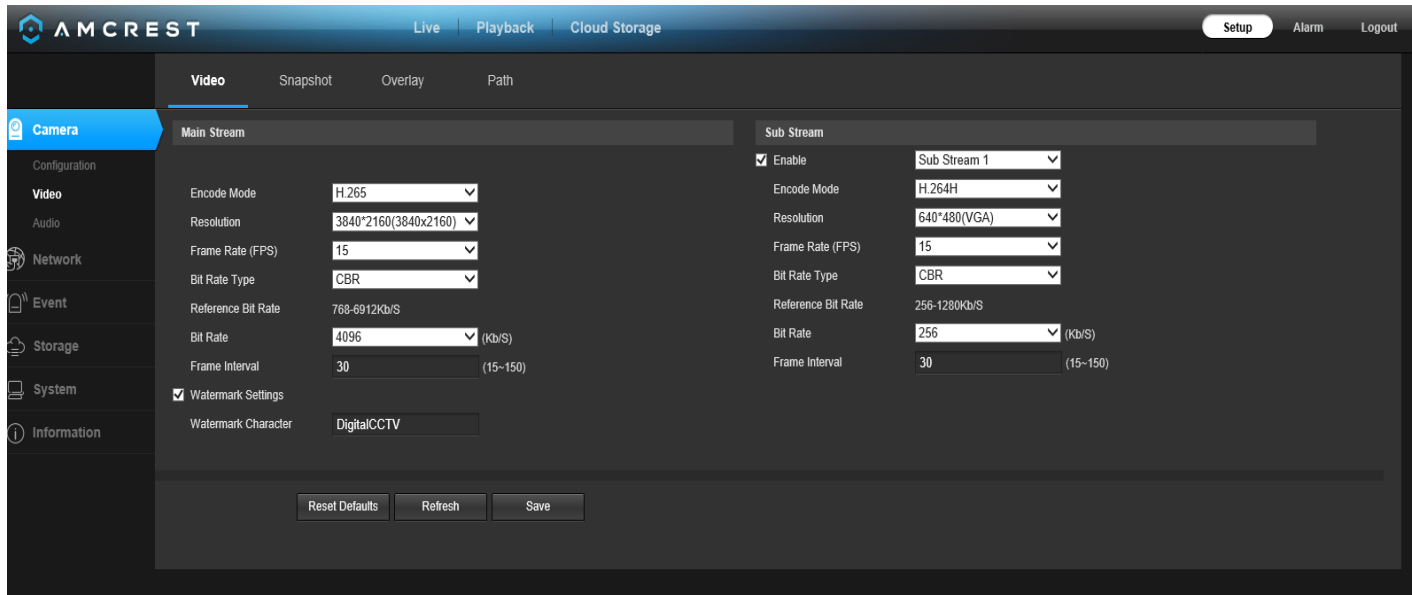 AMCREST Live Playback Cloud Storage Setup Alarm Logout
Video Snapshot Overlay Path
Camera
Configuration
Video
Audio
Network
Event
Storage
System
Information
Main Stream
Encode Mode H.265
Resolution 3840*2160(3840x2160)
Frame Rate (FPS) 15
Bit Rate Type CBR
Reference Bit Rate 768-6912Kb/S
Bit Rate 4096 (Kb/S)
Frame Interval 30 (15~150)
Watermark Settings
Watermark Character DigitalCCTV
Sub Stream
Enable Sub Stream 1
Encode Mode H.264H
Resolution 640*480(VGA)
Frame Rate (FPS) 15
Bit Rate Type CBR
Reference Bit Rate 256-1280Kb/S
Bit Rate 256 (Kb/S)
Frame Interval 30 (15~150)
Reset Defaults Refresh Save